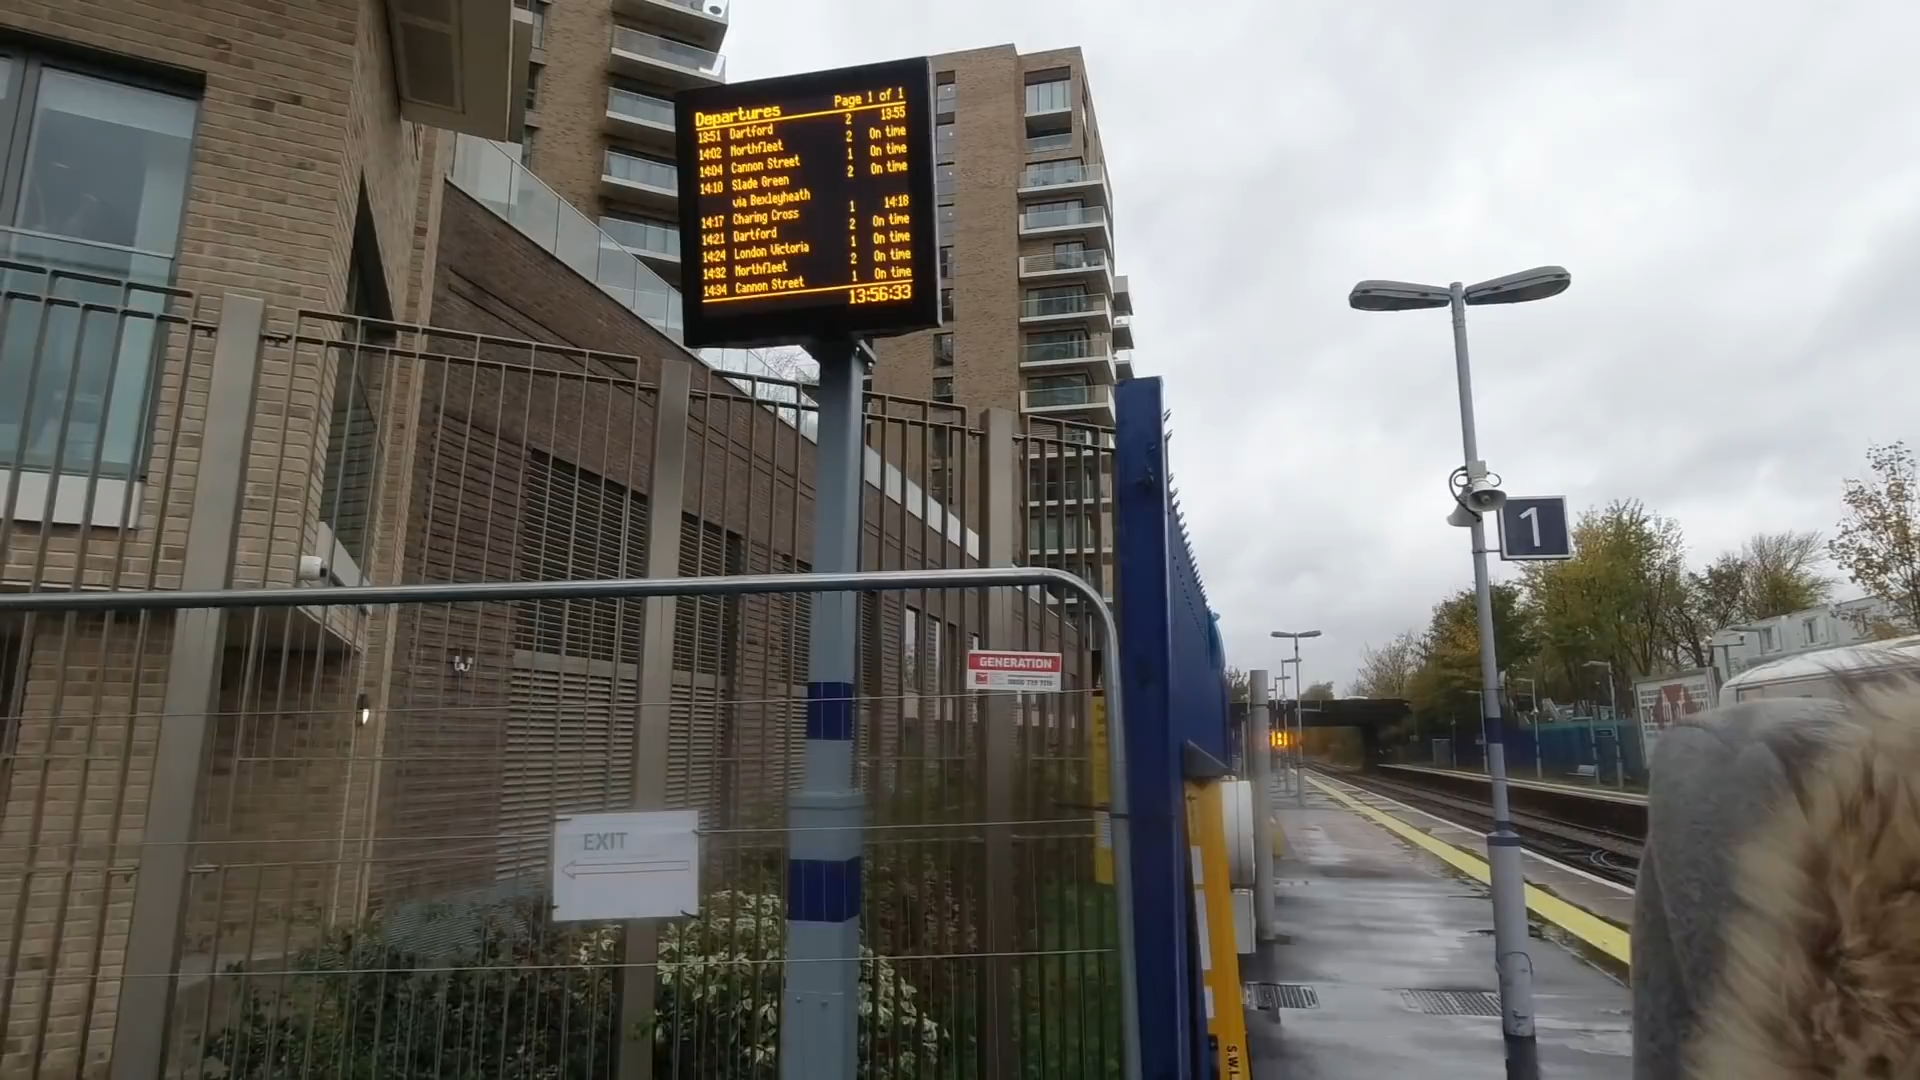 Departures Page 1 of 1
13:51 Dartford 2 13:55
14:02 Northfleet 2 On time
14:04 Cannon Street 1 On time
14:10 Slade Green 2 On time
via Bexleyheath
14:17 Charing Cross 1 14:18
14:21 Dartford 2 On time
14:24 London Victoria 1 On time
14:32 Northfleet 2 On time
14:34 Cannon Street 1 On time
13:56:33
1
GENERATION
EXIT
S.W.L